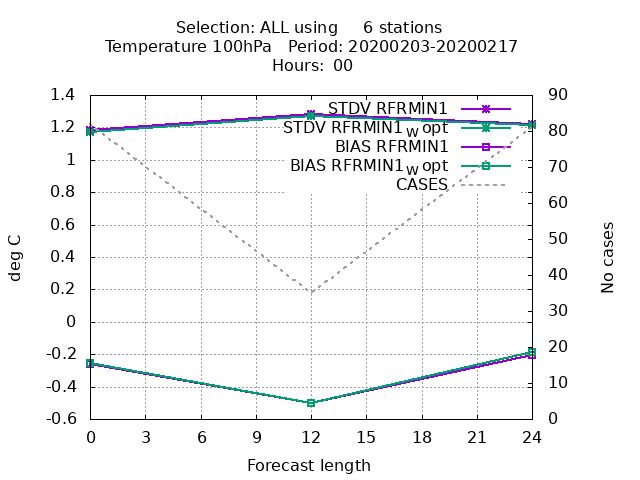 Selection: ALL using     6 stations
Temperature 100hPa   Period: 20200203-20200217
Hours:  00
1.4
1.2
1
0.8
0.6
0.4
0.2
0
-0.2
-0.4
-0.6
deg C
STDV RFRMIN1
STDV RFRMIN1_W opt
BIAS RFRMIN1
BIAS RFRMIN1_W opt
CASES
90
80
70
60
50
40
30
20
10
0
No cases
0 3 6 9 12 15 18 21 24
Forecast length